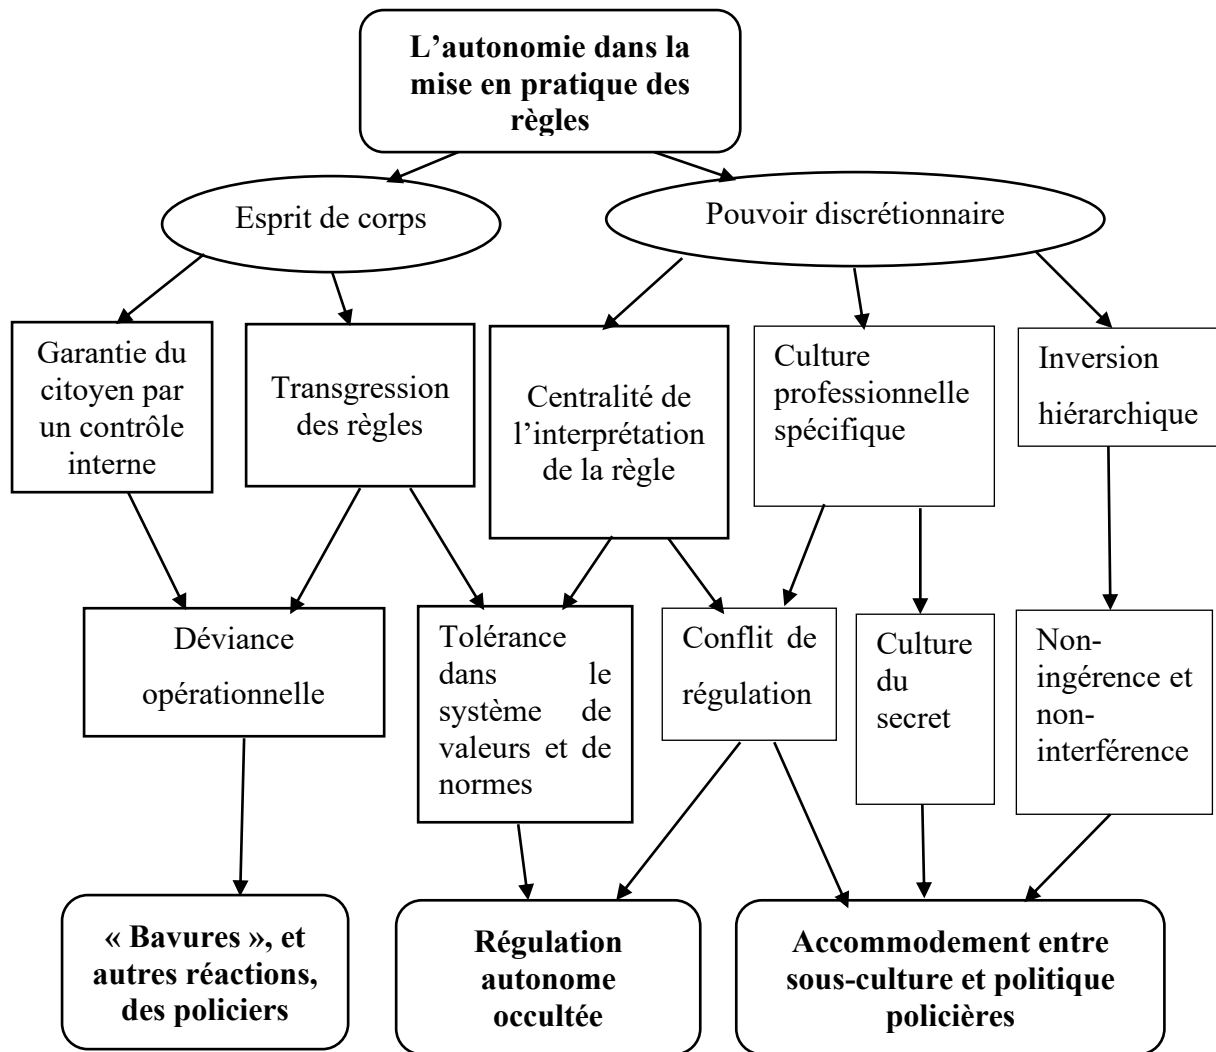 L’autonomie dans la
mise en pratique des
règles
Esprit de corps
Pouvoir discrétionnaire
Garantie du
citoyen par
un contrôle
interne
Transgression
des règles
Centralité de
l’interprétation
de la règle
Culture
professionnelle
spécifique
Inversion
hiérarchique
Déviance
opérationnelle
Tolérance
dans le
système de
valeurs et de
normes
Conflit de
régulation
Culture
du
secret
Non-
ingérence et
non-
interférence
« Bavures », et
autres réactions,
des policiers
Régulation
autonome
occultée
Accommodement entre
sous-culture et politique
policières